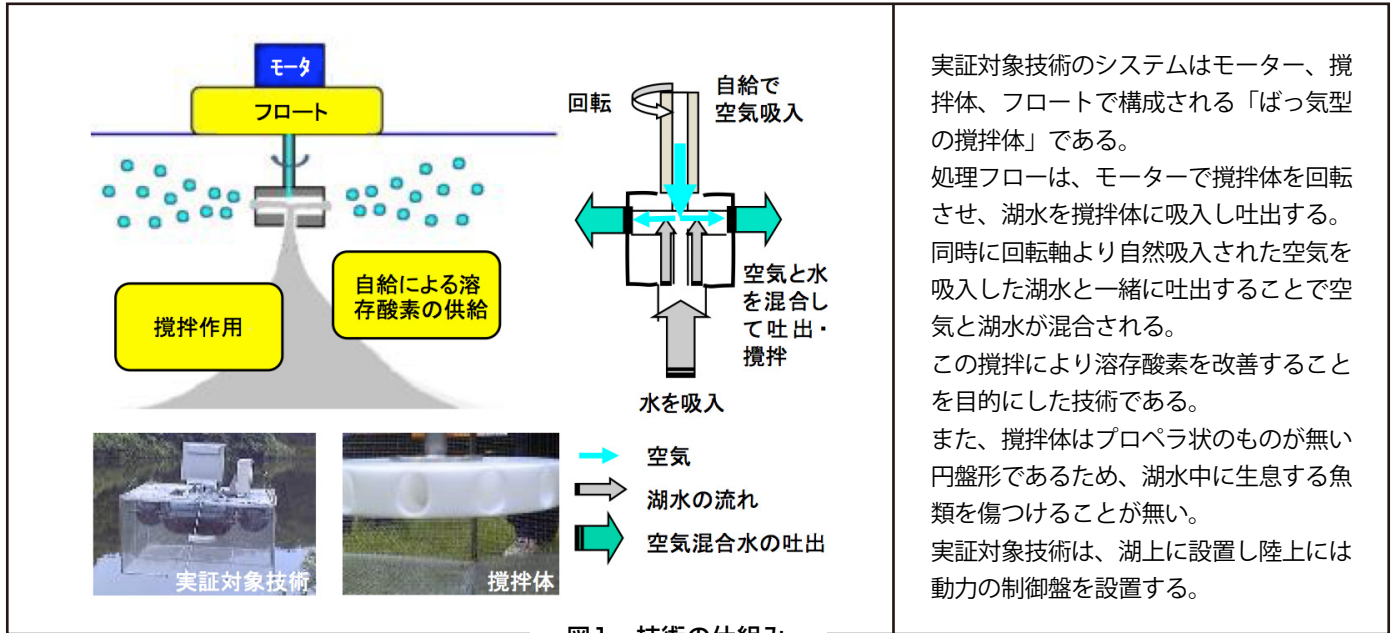 モータ
フロート
攪拌作用
自給による溶
存酸素の供給
回転
自給で
空気吸入
空気と水
を混合し
て吐出・
攪拌
水を吸入
空気
湖水の流れ
空気混合水の吐出
実証対象技術
攪拌体
実証対象技術のシステムはモーター、攪
拌体、フロートで構成される「ばっ気型
の攪拌体」である。
処理フローは、モーターで攪拌体を回転
させ、湖水を攪拌体に吸入し吐出する。
同時に回転軸より自然吸入された空気を
吸入した湖水と一緒に吐出することで空
気と湖水が混合される。
この攪拌により溶存酸素を改善すること
を目的にした技術である。
また、攪拌体はプロペラ状のものが無い
円盤形であるため、湖水中に生息する魚
類を傷つけることが無い。
実証対象技術は、湖上に設置し陸上には
動力の制御盤を設置する。
図1 技術の仕組み